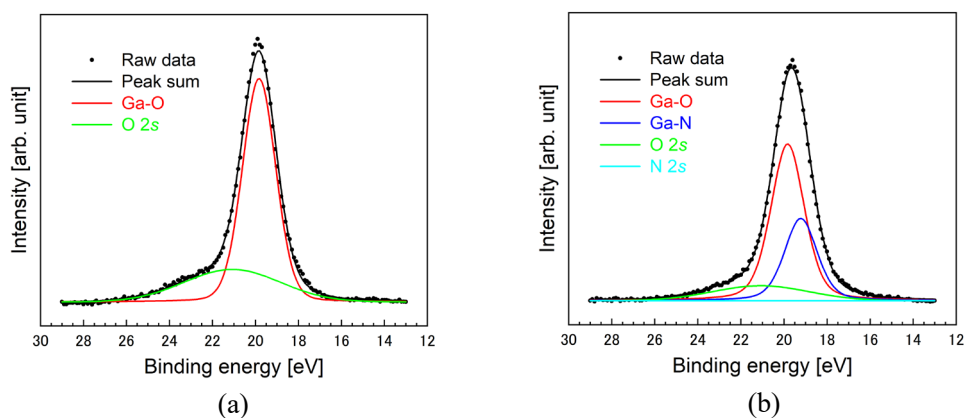 Intensity [arb. unit]
Raw data
Peak sum
Ga-O
O 2s
30 28 26 24 22 20 18 16 14 12
Binding energy [eV]
(a)
Intensity [arb. unit]
Raw data
Peak sum
Ga-O
Ga-N
O 2s
N 2s
30 28 26 24 22 20 18 16 14 12
Binding energy [eV]
(b)